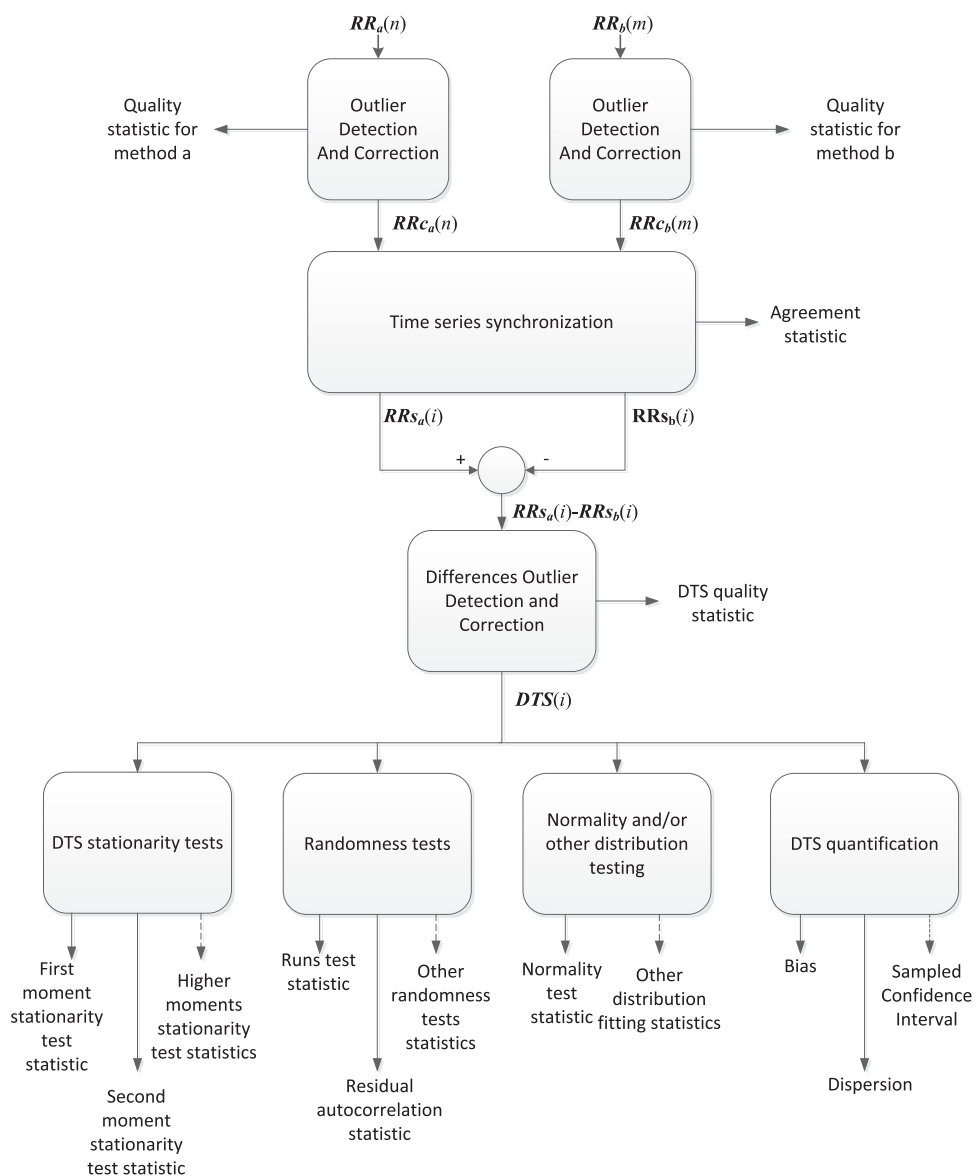 RRa(n)
RRb(m)
Outlier
Detection
And Correction
Outlier
Detection
And Correction
Quality
statistic for
method a
Quality
statistic for
method b
RRca(n)
RRcb(m)
Time series synchronization
Agreement
statistic
RRsa(i)
RRsb(i)
+
-
RRsa(i)-RRsb(i)
Differences Outlier
Detection and
Correction
DTS quality
statistic
DTS(i)
DTS stationarity tests
Randomness tests
Normality and/or
other distribution
testing
DTS quantification
First
moment
stationarity
test
statistic
Second
moment
stationarity
test statistic
Higher
moments
stationarity
test statistics
Runs test
statistic
Residual
autocorrelation
statistic
Other
randomness
tests
statistics
Normality
test
statistic
Other
distribution
fitting statistics
Bias
Dispersion
Sampled
Confidence
Interval